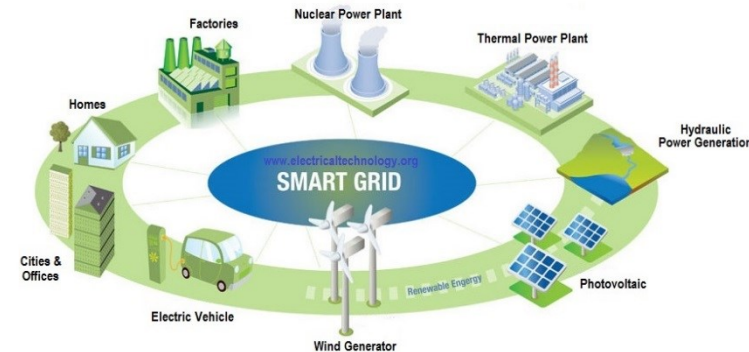 Nuclear Power Plant
Factories
Thermal Power Plant
Homes
Hydraulic
Power Generation
www.electricaltechnology.org
SMART GRID
Cities &
Offices
Renewable Engergy
Photovoltaic
Electric Vehicle
Wind Generator